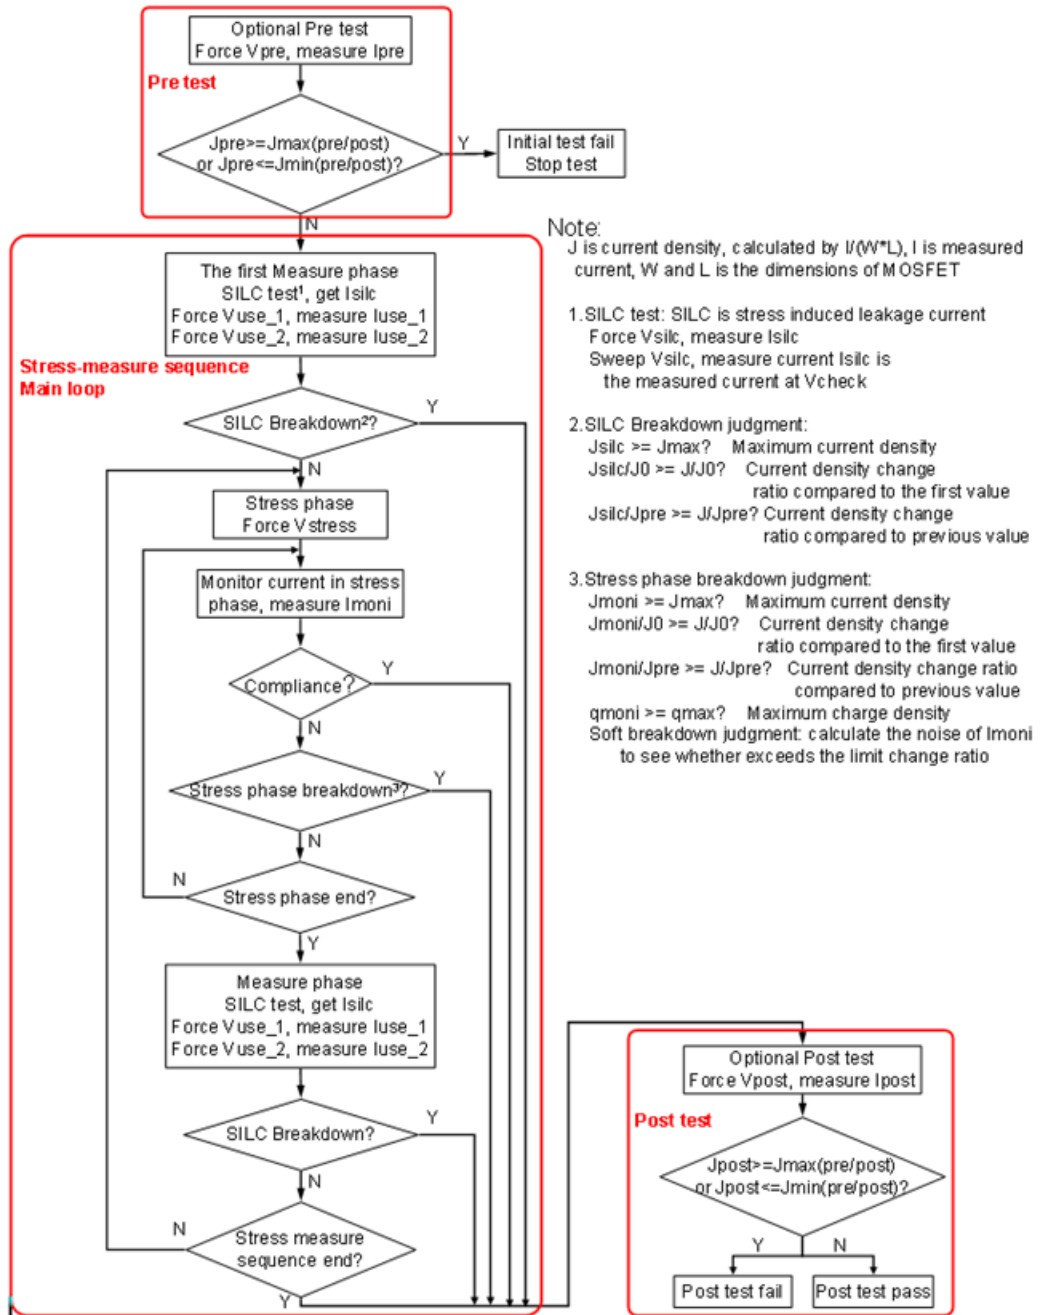 Optional Pre test
Force Vpre, measure Ipre
Pre test
Jpre>=Jmax(pre/post)
or Jpre<=Jmin(pre/post)?
Y
Initial test fail
Stop test
N
Note:
J is current density, calculated by I/(W*L), I is measured
current, W and L is the dimensions of MOSFET
1.SILC test: SILC is stress induced leakage current
Force Vsilc, measure Isilc
Sweep Vsilc, measure current Isilc is
the measured current at Vcheck
2.SILC Breakdown judgment:
Jsilc >= Jmax? Maximum current density
Jsilc/J0 >= J/J0? Current density change
ratio compared to the first value
Jsilc/Jpre >= J/Jpre? Current density change
ratio compared to previous value
3.Stress phase breakdown judgment:
Jmoni >= Jmax? Maximum current density
Jmoni/J0 >= J/J0? Current density change
ratio compared to the first value
Jmoni/Jpre >= J/Jpre? Current density change ratio
compared to previous value
qmoni >= qmax? Maximum charge density
Soft breakdown judgment: calculate the noise of Imoni
to see whether exceeds the limit change ratio
The first Measure phase
SILC test¹, get Isilc
Force Vuse_1, measure Iuse_1
Force Vuse_2, measure Iuse_2
Stress-measure sequence
Main loop
SILC Breakdown²?
Y
N
Stress phase
Force Vstress
Monitor current in stress
phase, measure Imoni
Compliance?
Y
N
Stress phase breakdown³?
Y
N
Stress phase end?
N
Y
Measure phase
SILC test, get Isilc
Force Vuse_1, measure Iuse_1
Force Vuse_2, measure Iuse_2
SILC Breakdown?
Y
N
Stress measure
sequence end?
N
Y
Optional Post test
Force Vpost, measure Ipost
Post test
Jpost>=Jmax(pre/post)
or Jpost<=Jmin(pre/post)?
Y
N
Post test fail
Post test pass